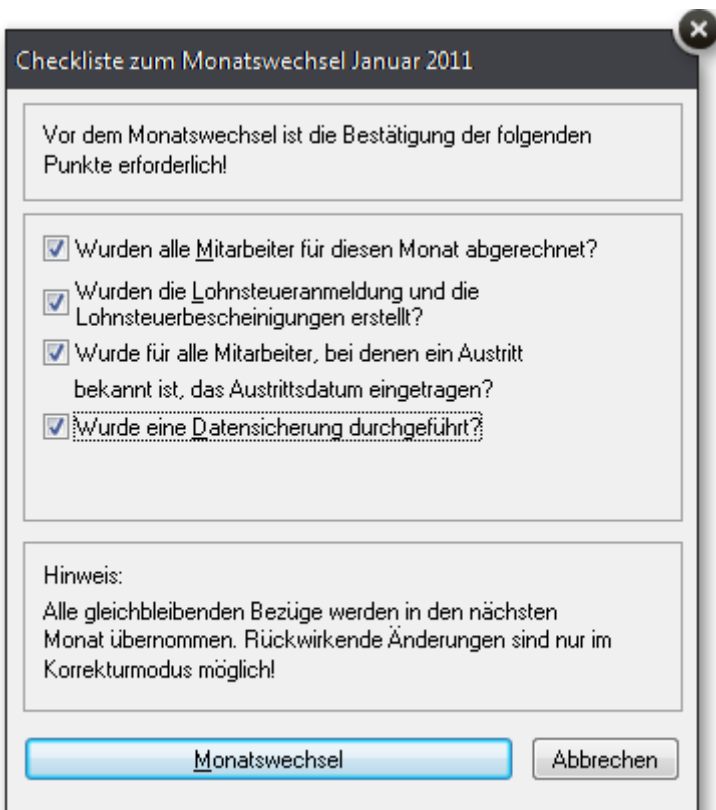 Checkliste zum Monatswechsel Januar 2011
Vor dem Monatswechsel ist die Bestätigung der folgenden
Punkte erforderlich!
Wurden alle Mitarbeiter für diesen Monat abgerechnet?
Wurden die Lohnsteueranmeldung und die
Lohnsteuerbescheinigungen erstellt?
Wurde für alle Mitarbeiter, bei denen ein Austritt
bekannt ist, das Austrittsdatum eingetragen?
Wurde eine Datensicherung durchgeführt?
Hinweis:
Alle gleichbleibenden Bezüge werden in den nächsten
Monat übernommen. Rückwirkende Änderungen sind nur im
Korrekturmodus möglich!
Monatswechsel
Abbrechen